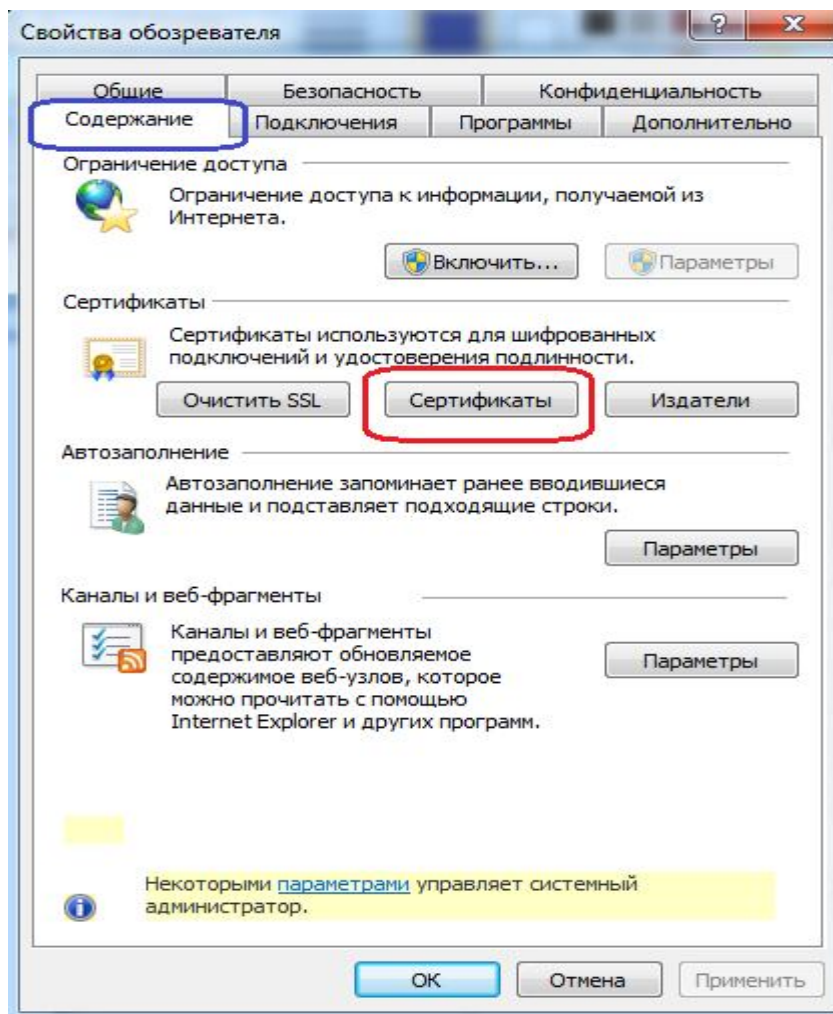 Свойства обозревателя
Общие Безопасность Конфиденциальность
Содержание Подключения Программы Дополнительно
Ограничение доступа
Ограничение доступа к информации, получаемой из
Интернета.
Включить... Параметры
Сертификаты
Сертификаты используются для шифрованных
подключений и удостоверения подлинности.
Очистить SSL Сертификаты Издатели
Автозаполнение
Автозаполнение запоминает ранее вводившиеся
данные и подставляет подходящие строки.
Параметры
Каналы и веб-фрагменты
Каналы и веб-фрагменты
предоставляют обновляемое
содержимое веб-узлов, которое
можно прочитать с помощью
Internet Explorer и других программ.
Параметры
Некоторыми параметрами управляет системный
администратор.
ОК Отмена Применить